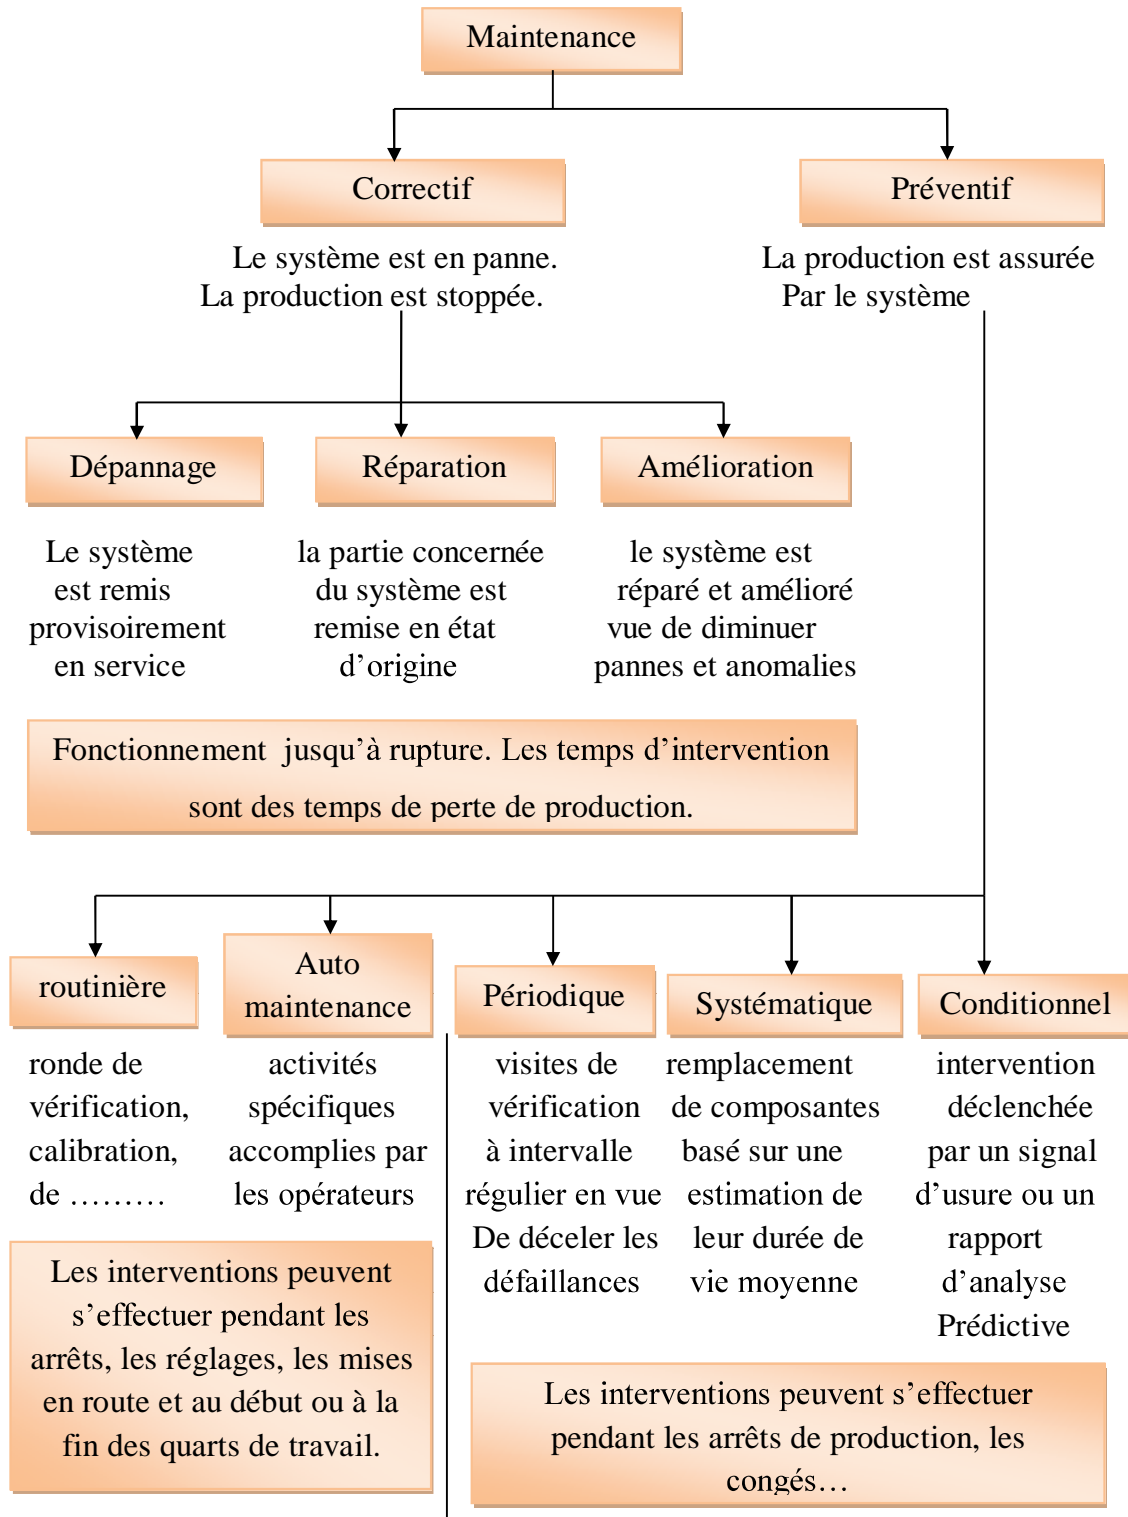 Maintenance
Correctif
Préventif
Le système est en panne.
La production est stoppée.
La production est assurée
Par le système
Dépannage
Réparation
Amélioration
Le système
est remis
provisoirement
en service
la partie concernée
du système est
remise en état
d’origine
le système est
réparé et amélioré
vue de diminuer
pannes et anomalies
Fonctionnement jusqu’à rupture. Les temps d’intervention
sont des temps de perte de production.
routinière
Auto
maintenance
Périodique
Systématique
Conditionnel
ronde de
vérification,
calibration,
de ………
activités
spécifiques
accomplies par
les opérateurs
visites de
vérification
à intervalle
régulier en vue
De déceler les
défaillances
remplacement
de composantes
basé sur une
estimation de
leur durée de
vie moyenne
intervention
déclenchée
par un signal
d’usure ou un
rapport
d’analyse
Prédictive
Les interventions peuvent
s’effectuer pendant les
arrêts, les réglages, les mises
en route et au début ou à la
fin des quarts de travail.
Les interventions peuvent s’effectuer
pendant les arrêts de production, les
congés…